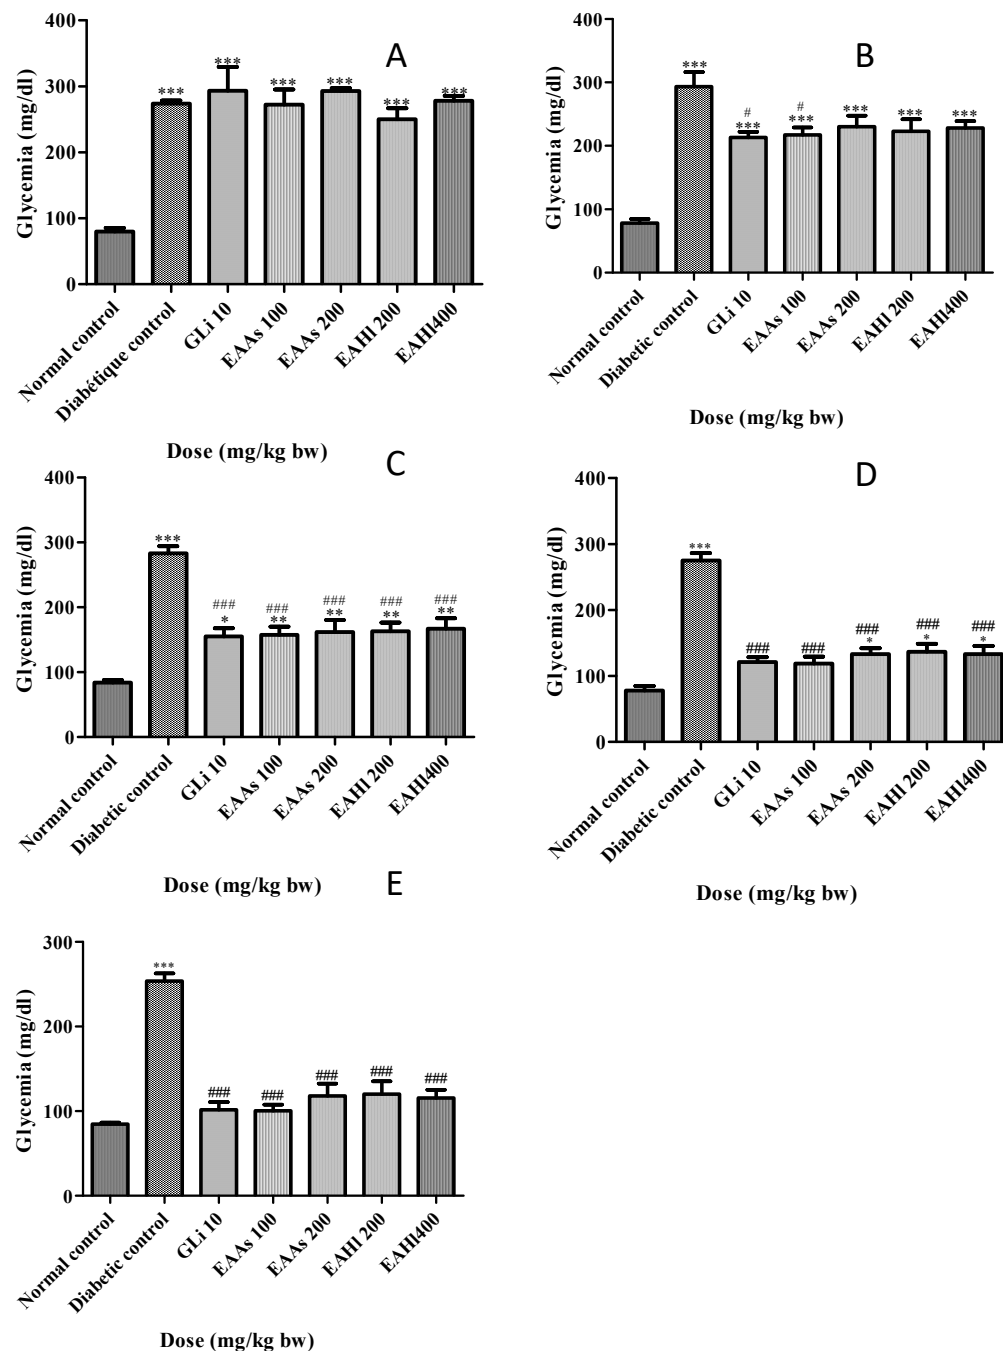 A
Glycemia (mg/dl)
400
300
200
100
0
***
***
***
***
***
***
Normal control
Diabétique control
GLi 10
EAAs 100
EAAs 200
EAHl 200
EAHl400
Dose (mg/kg bw)
B
Glycemia (mg/dl)
400
300
200
100
0
***
#
***
#
***
***
***
***
Normal control
Diabetic control
GLi 10
EAAs 100
EAAs 200
EAHl 200
EAHl400
Dose (mg/kg bw)
C
Glycemia (mg/dl)
400
300
200
100
0
***
###
*
###
**
###
**
###
**
###
**
Normal control
Diabetic control
GLi 10
EAAs 100
EAAs 200
EAHl 200
EAHl400
Dose (mg/kg bw)
D
Glycemia (mg/dl)
400
300
200
100
0
***
###
###
###
*
###
*
###
*
Normal control
Diabetic control
GLi 10
EAAs 100
EAAs 200
EAHl 200
EAHl400
Dose (mg/kg bw)
E
Glycemia (mg/dl)
300
200
100
0
***
###
###
###
###
###
Normal control
Diabetic control
GLi 10
EAAs 100
EAAs 200
EAHl 200
EAHl400
Dose (mg/kg bw)